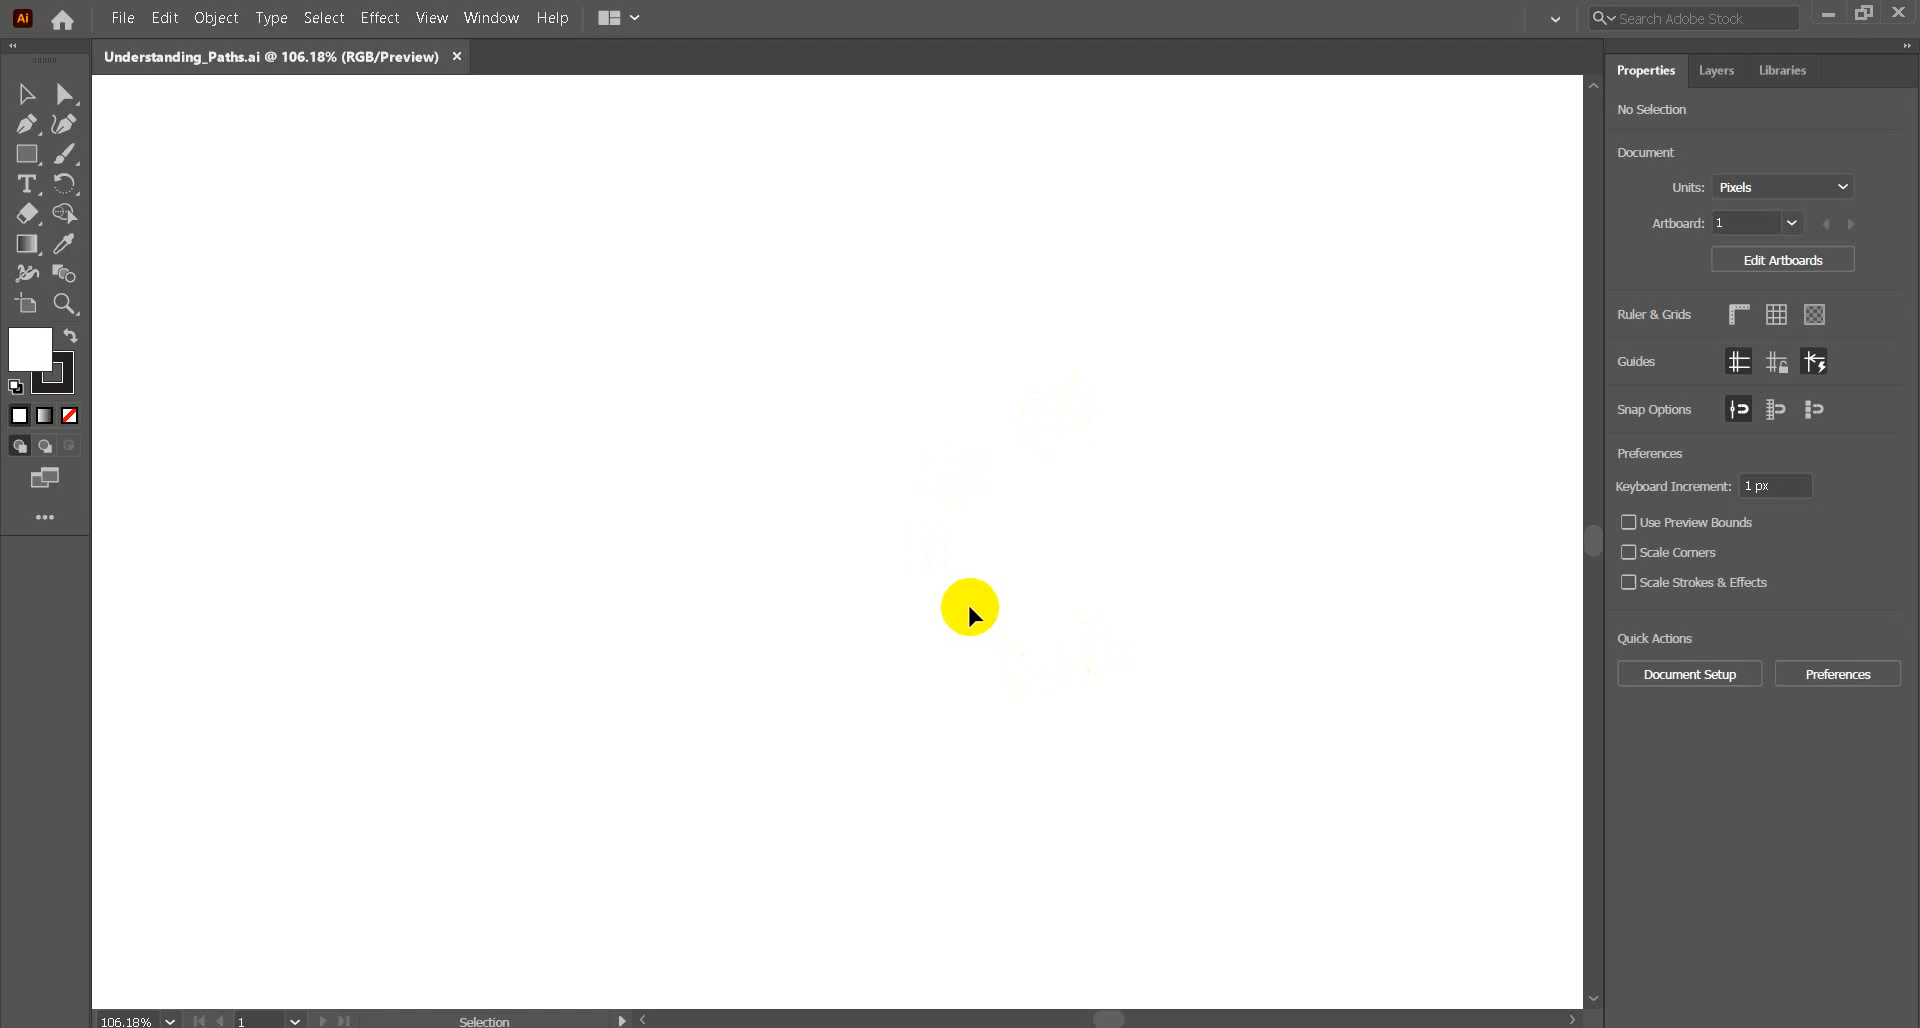 Ai File Edit Object Type Select Effect View Window Help Search Adobe Stock
Understanding_Paths.ai @ 106.18% (RGB/Preview) ×
Properties Layers Libraries
No Selection
Document
Units: Pixels
Artboard: 1
Edit Artboards
Ruler & Grids
Guides
Snap Options
Preferences
Keyboard Increment: 1 px
Use Preview Bounds
Scale Corners
Scale Strokes & Effects
Quick Actions
Document Setup Preferences
106.18% 1 Selection